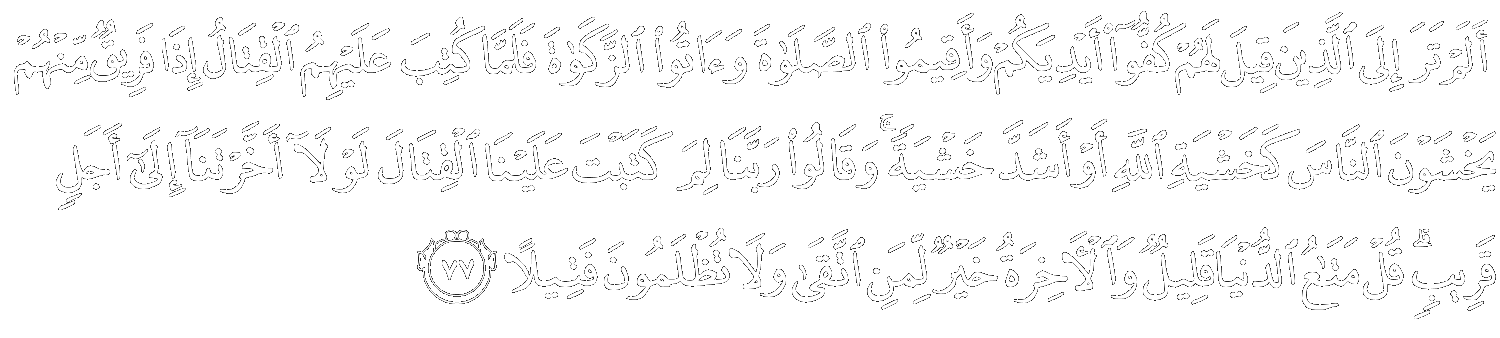 أَلَمْ تَرَ إِلَى ٱلَّذِينَ قِيلَ لَهُمْ كُفُّوٓا۟ أَيْدِيَكُمْ وَأَقِيمُوا۟ ٱلصَّلَوٰةَ وَءَاتُوا۟ ٱلزَّكَوٰةَ فَلَمَّا كُتِبَ عَلَيْهِمُ ٱلْقِتَالُ إِذَا فَرِيقٌ مِّنْهُمْ
يَخْشَوْنَ ٱلنَّاسَ كَخَشْيَةِ ٱللَّهِ أَوْ أَشَدَّ خَشْيَةً ۚ وَقَالُوا۟ رَبَّنَا لِمَ كَتَبْتَ عَلَيْنَا ٱلْقِتَالَ لَوْلَآ أَخَّرْتَنَآ إِلَىٰٓ أَجَلٍ
قَرِيبٍ ۗ قُلْ مَتَـٰعُ ٱلدُّنْيَا قَلِيلٌ وَٱلْـَٔاخِرَةُ خَيْرٌ لِّمَنِ ٱتَّقَىٰ وَلَا تُظْلَمُونَ فَتِيلًا ٧٧